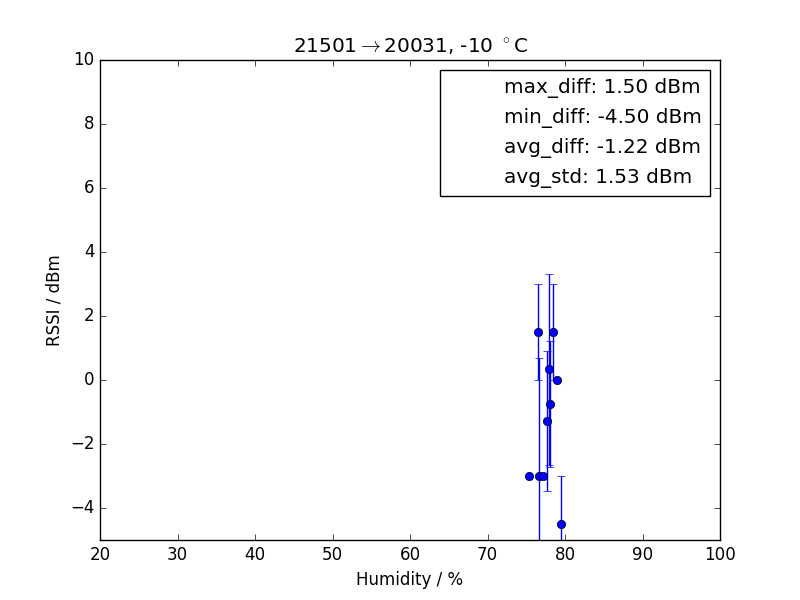 21501→20031, -10 °C
max_diff: 1.50 dBm
min_diff: -4.50 dBm
avg_diff: -1.22 dBm
avg_std: 1.53 dBm
10
8
6
4
2
0
−2
−4
RSSI / dBm
20 30 40 50 60 70 80 90 100
Humidity / %